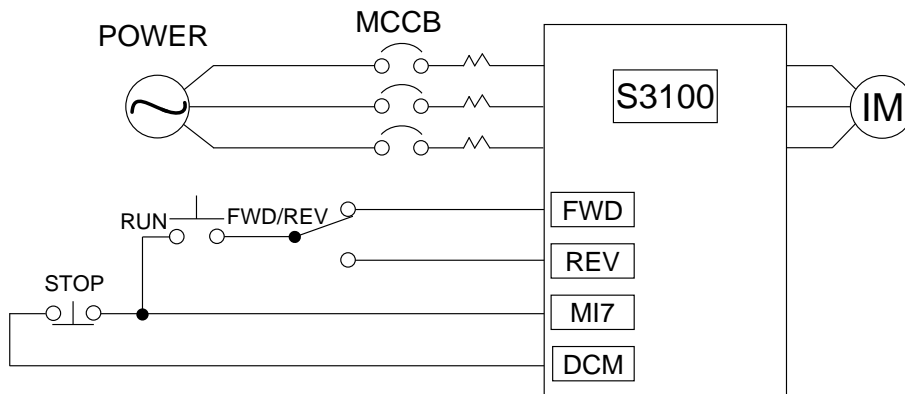 POWER
MCCB
S3100
IM
FWD
RUN
FWD/REV
REV
STOP
MI7
DCM